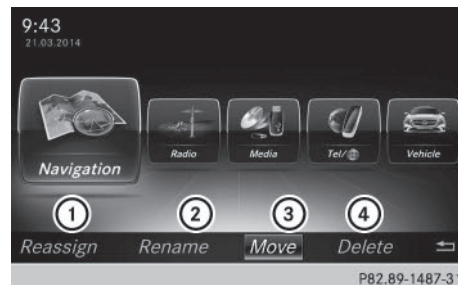 9:43
21.03.2014
Navigation
Radio
Media
Tel/
Vehicle
1 2 3 4
Reassign Rename Move Delete
P82.89-1487-31